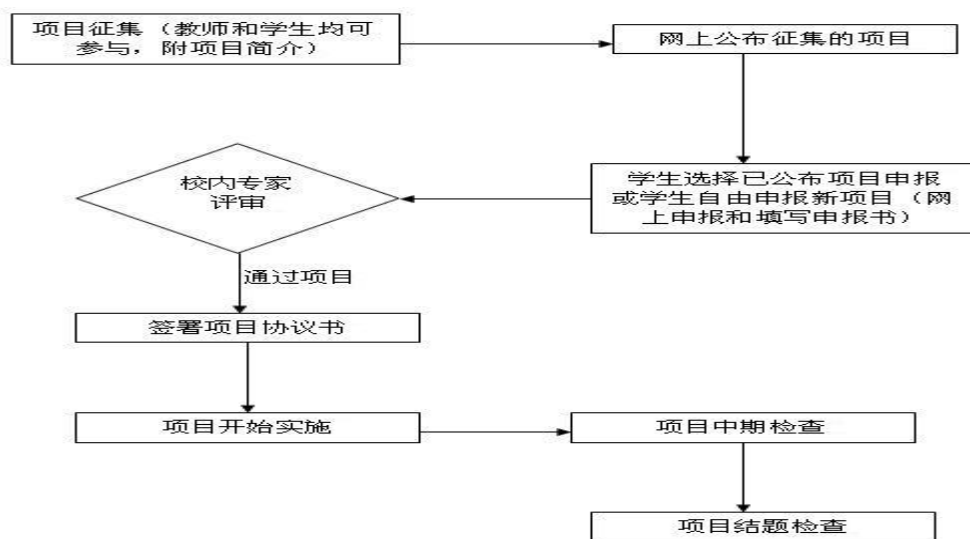 项目征集（教师和学生均可
参与，附项目简介）
网上公布征集的项目
学生选择已公布项目申报
或学生自由申报新项目（网
上申报和填写申报书）
校内专家
评审
通过项目
签署项目协议书
项目开始实施
项目中期检查
项目结题检查